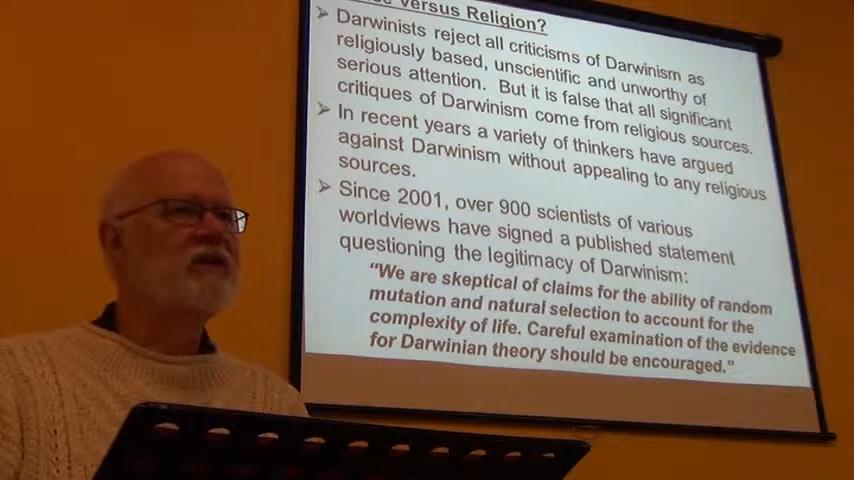 versus Religion?
➤ Darwinists reject all criticisms of Darwinism as
religiously based, unscientific and unworthy of
serious attention. But it is false that all significant
critiques of Darwinism come from religious sources.
➤ In recent years a variety of thinkers have argued
against Darwinism without appealing to any religious
sources.
➤ Since 2001, over 900 scientists of various
worldviews have signed a published statement
questioning the legitimacy of Darwinism:
“We are skeptical of claims for the ability of random
mutation and natural selection to account for the
complexity of life. Careful examination of the evidence
for Darwinian theory should be encouraged.”